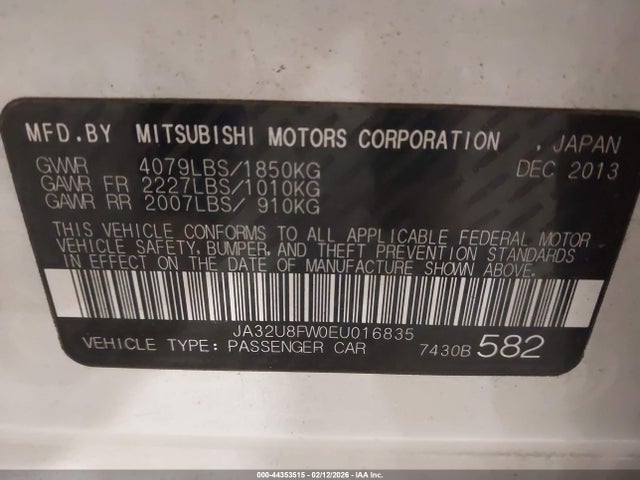 MFD.BY MITSUBISHI MOTORS CORPORATION , JAPAN
GVWR 4079LBS/1850KG DEC 2013
GAWR FR 2227LBS/1010KG
GAWR RR 2007LBS/ 910KG
THIS VEHICLE CONFORMS TO ALL APPLICABLE FEDERAL MOTOR
VEHICLE SAFETY, BUMPER, AND THEFT PREVENTION STANDARDS
IN EFFECT ON THE DATE OF MANUFACTURE SHOWN ABOVE.
JA32U8FW0EU016835
VEHICLE TYPE: PASSENGER CAR 7430B 582
000-44353515 - 02/12/2026 - IAA Inc.